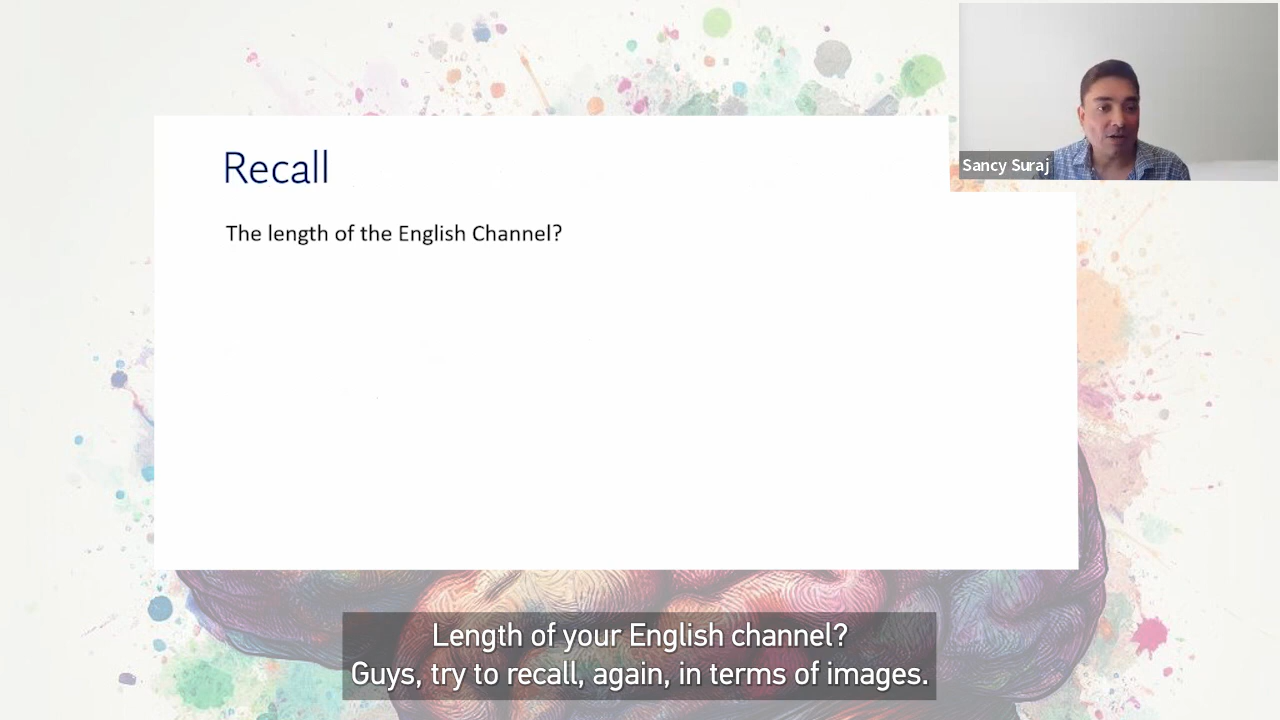 Recall
The length of the English Channel?
Sancy Suraj
Length of your English channel?
Guys, try to recall, again, in terms of images.